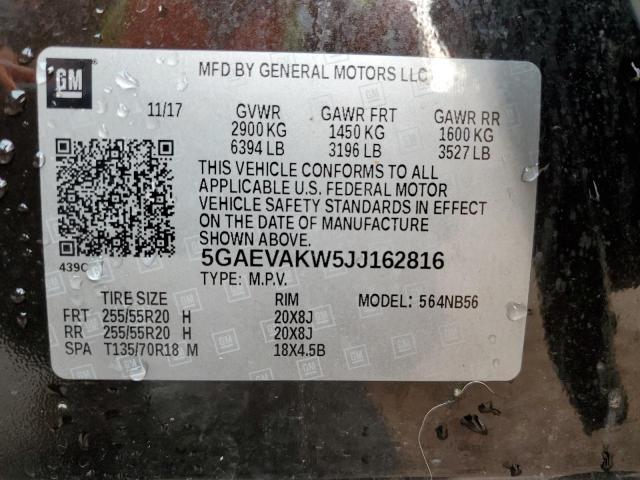 GM
MFD BY GENERAL MOTORS LLC
11/17 GVWR GAWR FRT GAWR RR
2900 KG 1450 KG 1600 KG
6394 LB 3196 LB 3527 LB
THIS VEHICLE CONFORMS TO ALL
APPLICABLE U.S. FEDERAL MOTOR
VEHICLE SAFETY STANDARDS IN EFFECT
ON THE DATE OF MANUFACTURE
SHOWN ABOVE.
5GAEVAKW5JJ162816
TYPE: M.P.V.
TIRE SIZE RIM MODEL: 564NB56
FRT 255/55R20 H 20X8J
RR 255/55R20 H 20X8J
SPA T135/70R18 M 18X4.5B